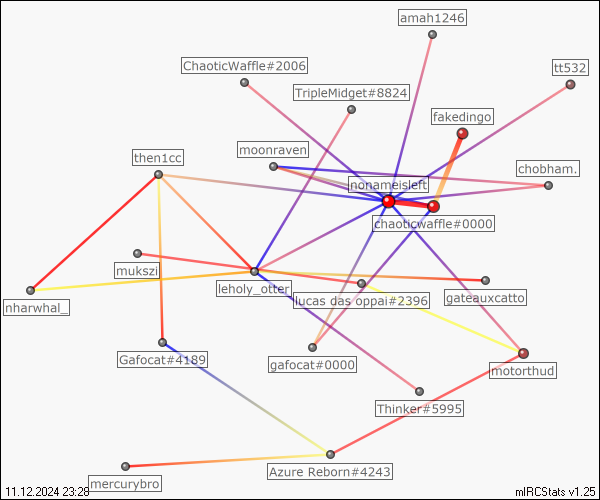 amah1246
ChaoticWaffle#2006
tt532
TripleMidget#8824
fakedingo
moonraven
then1cc
chobham.
nonameisleft
chaoticwaffle#0000
mukszi
leholy_otter
lucas das oppai#2396
gateauxcatto
nharwhal_
Gafocat#4189
gafocat#0000
motorthud
Thinker#5995
Azure Reborn#4243
mercurybro
11.12.2024 23:28
mIRCStats v1.25